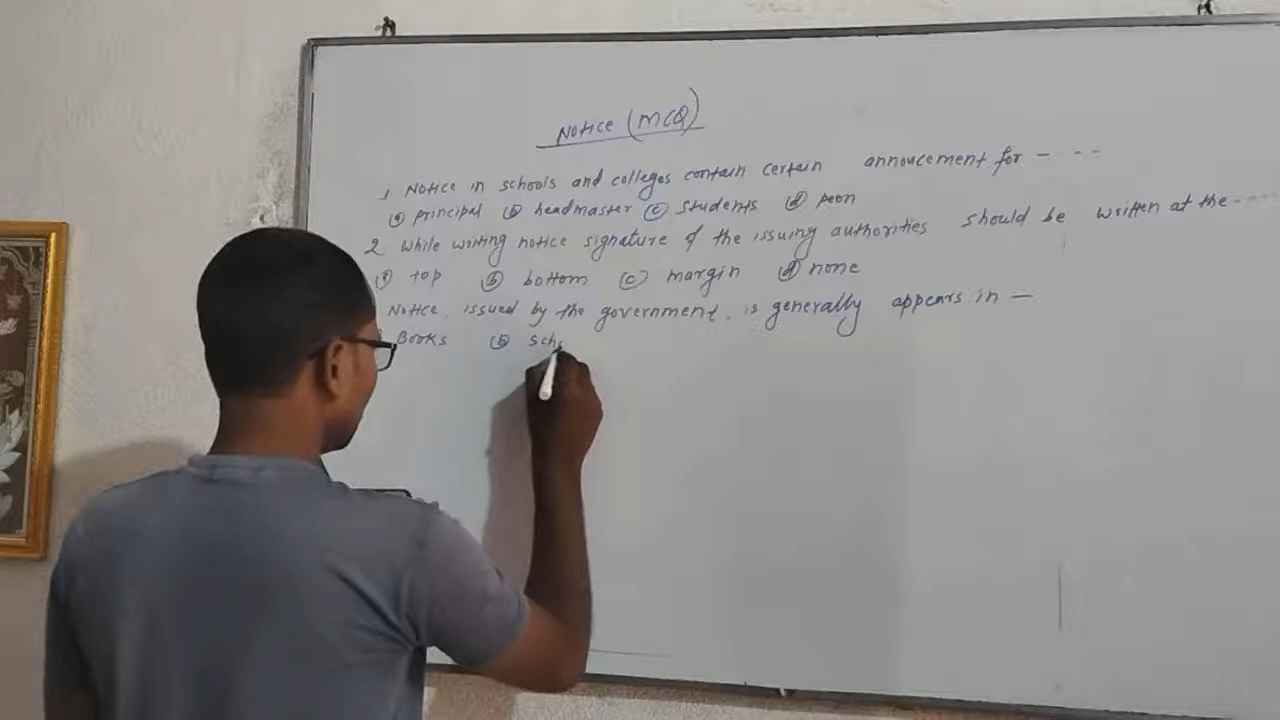 Notice (MCQ)
1, Notice in schools and colleges contain certain annoucement for - - - -
ⓐ principal ⓑ headmaster ⓒ students ⓓ peon
2 While writing notice signature of the issuing authorities should be written at the - - - -
ⓐ top ⓑ bottom ⓒ margin ⓓ none
Notice issued by the government is generally appears in —
Books ⓑ Sch